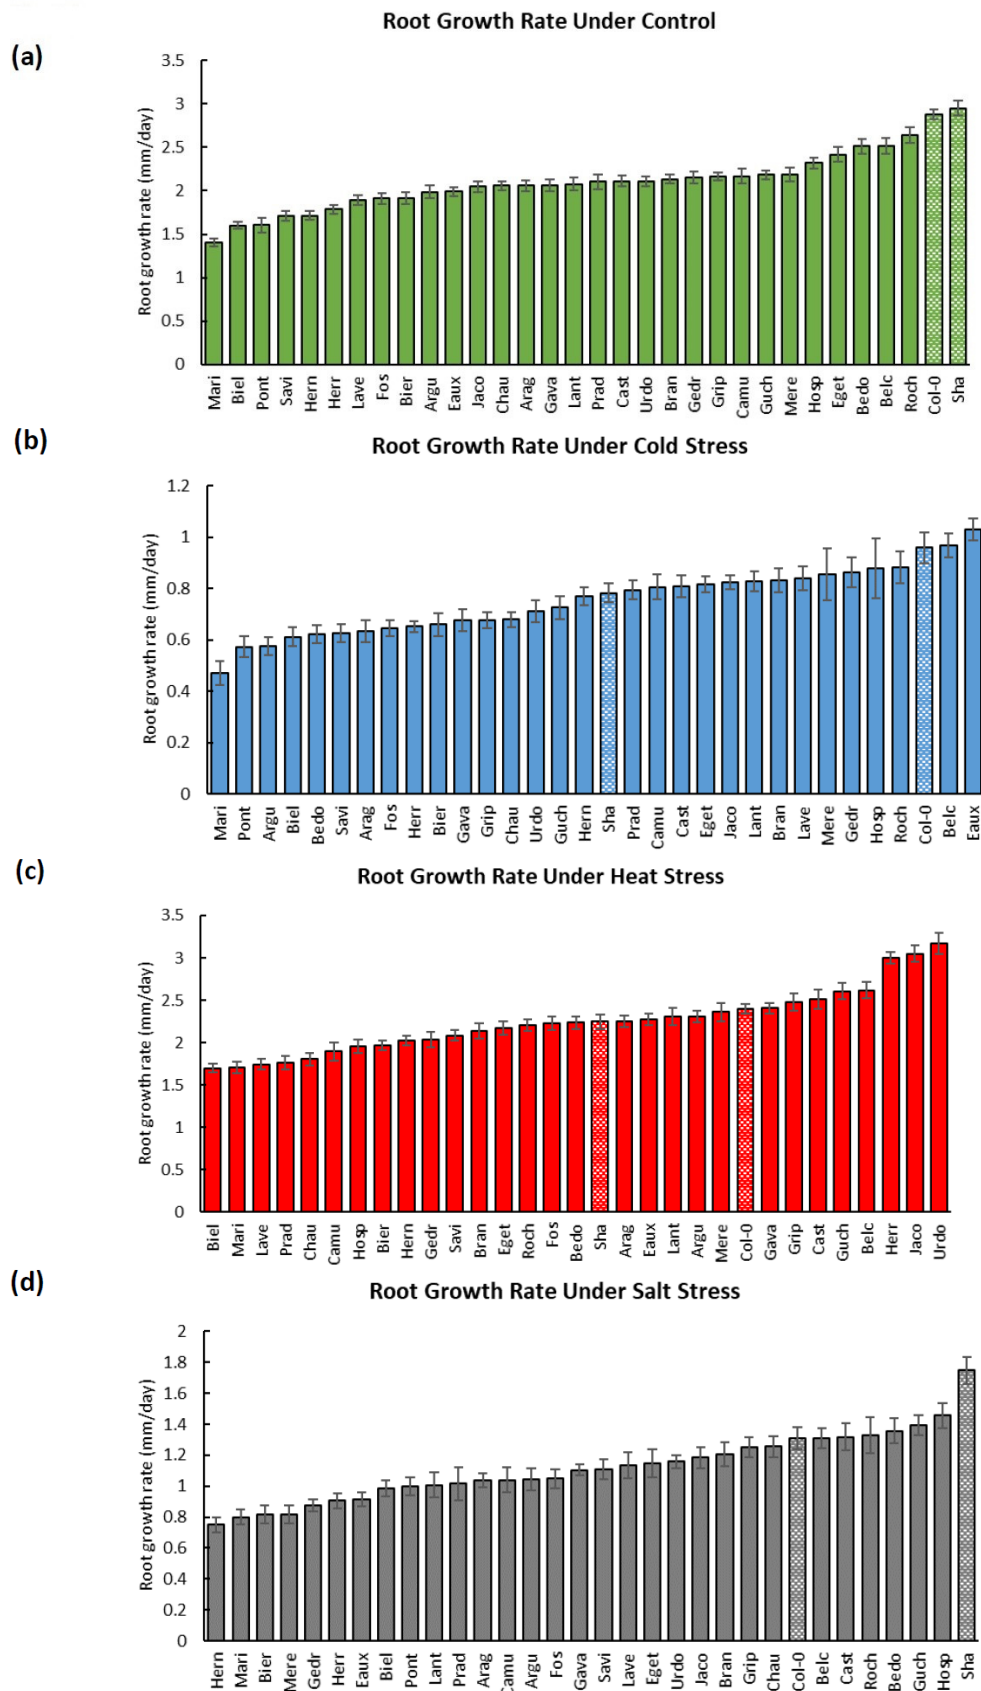 Root Growth Rate Under Control
(a)
Root growth rate (mm/day)
3.5
3
2.5
2
1.5
1
0.5
0
Mari Biel Pont Savi Hern Herr Lave Fos Bier Argu Eaux Jaco Chau Arag Gava Lant Prad Cast Urdo Bran Gedr Grip Camu Guch Mere Hosp Eget Bedo Belc Roch Col-0 Sha
(b)
Root Growth Rate Under Cold Stress
Root growth rate (mm/day)
1.2
1
0.8
0.6
0.4
0.2
0
Mari Pont Argu Biel Bedo Savi Arag Fos Herr Bier Gava Grip Chau Urdo Guch Hern Sha Prad Camu Cast Eget Jaco Lant Bran Lave Mere Gedr Hosp Roch Col-0 Belc Eaux
(c)
Root Growth Rate Under Heat Stress
Root growth rate (mm/day)
3.5
3
2.5
2
1.5
1
0.5
0
Biel Mari Lave Prad Chau Camu Hosp Bier Hern Gedr Savi Bran Eget Roch Fos Bedo Sha Arag Eaux Lant Argu Mere Col-0 Gava Grip Cast Guch Belc Herr Jaco Urdo
(d)
Root Growth Rate Under Salt Stress
Root growth rate (mm/day)
2
1.8
1.6
1.4
1.2
1
0.8
0.6
0.4
0.2
0
Hern Mari Bier Mere Gedr Herr Eaux Biel Pont Lant Prad Arag Camu Argu Fos Gava Savi Lave Eget Urdo Jaco Bran Grip Chau Col-0 Belc Cast Roch Bedo Guch Hosp Sha